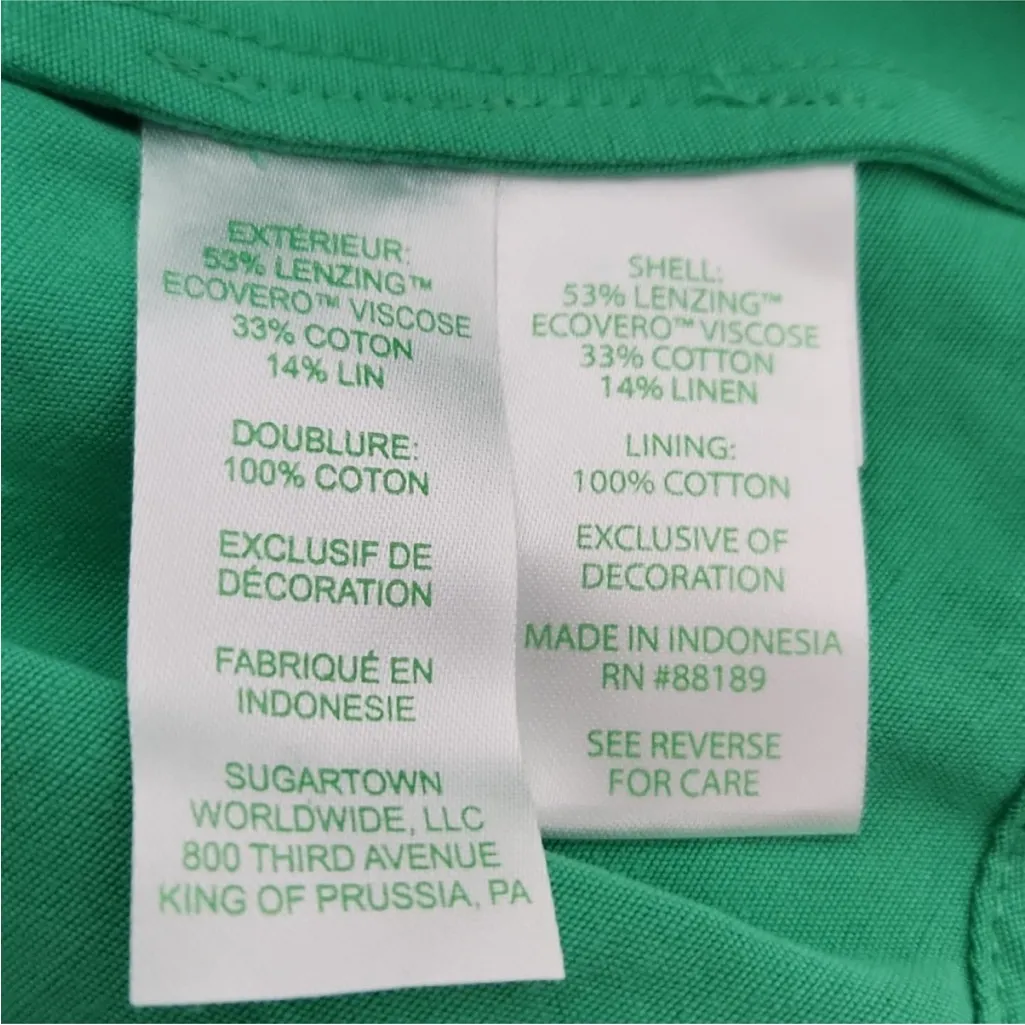 EXTÉRIEUR:
53% LENZING™
ECOVERO™ VISCOSE
33% COTON
14% LIN
DOUBLURE:
100% COTON
EXCLUSIF DE
DÉCORATION
FABRIQUÉ EN
INDONESIE
SUGARTOWN
WORLDWIDE, LLC
800 THIRD AVENUE
KING OF PRUSSIA, PA
SHELL:
53% LENZING™
ECOVERO™ VISCOSE
33% COTTON
14% LINEN
LINING:
100% COTTON
EXCLUSIVE OF
DECORATION
MADE IN INDONESIA
RN #88189
SEE REVERSE
FOR CARE